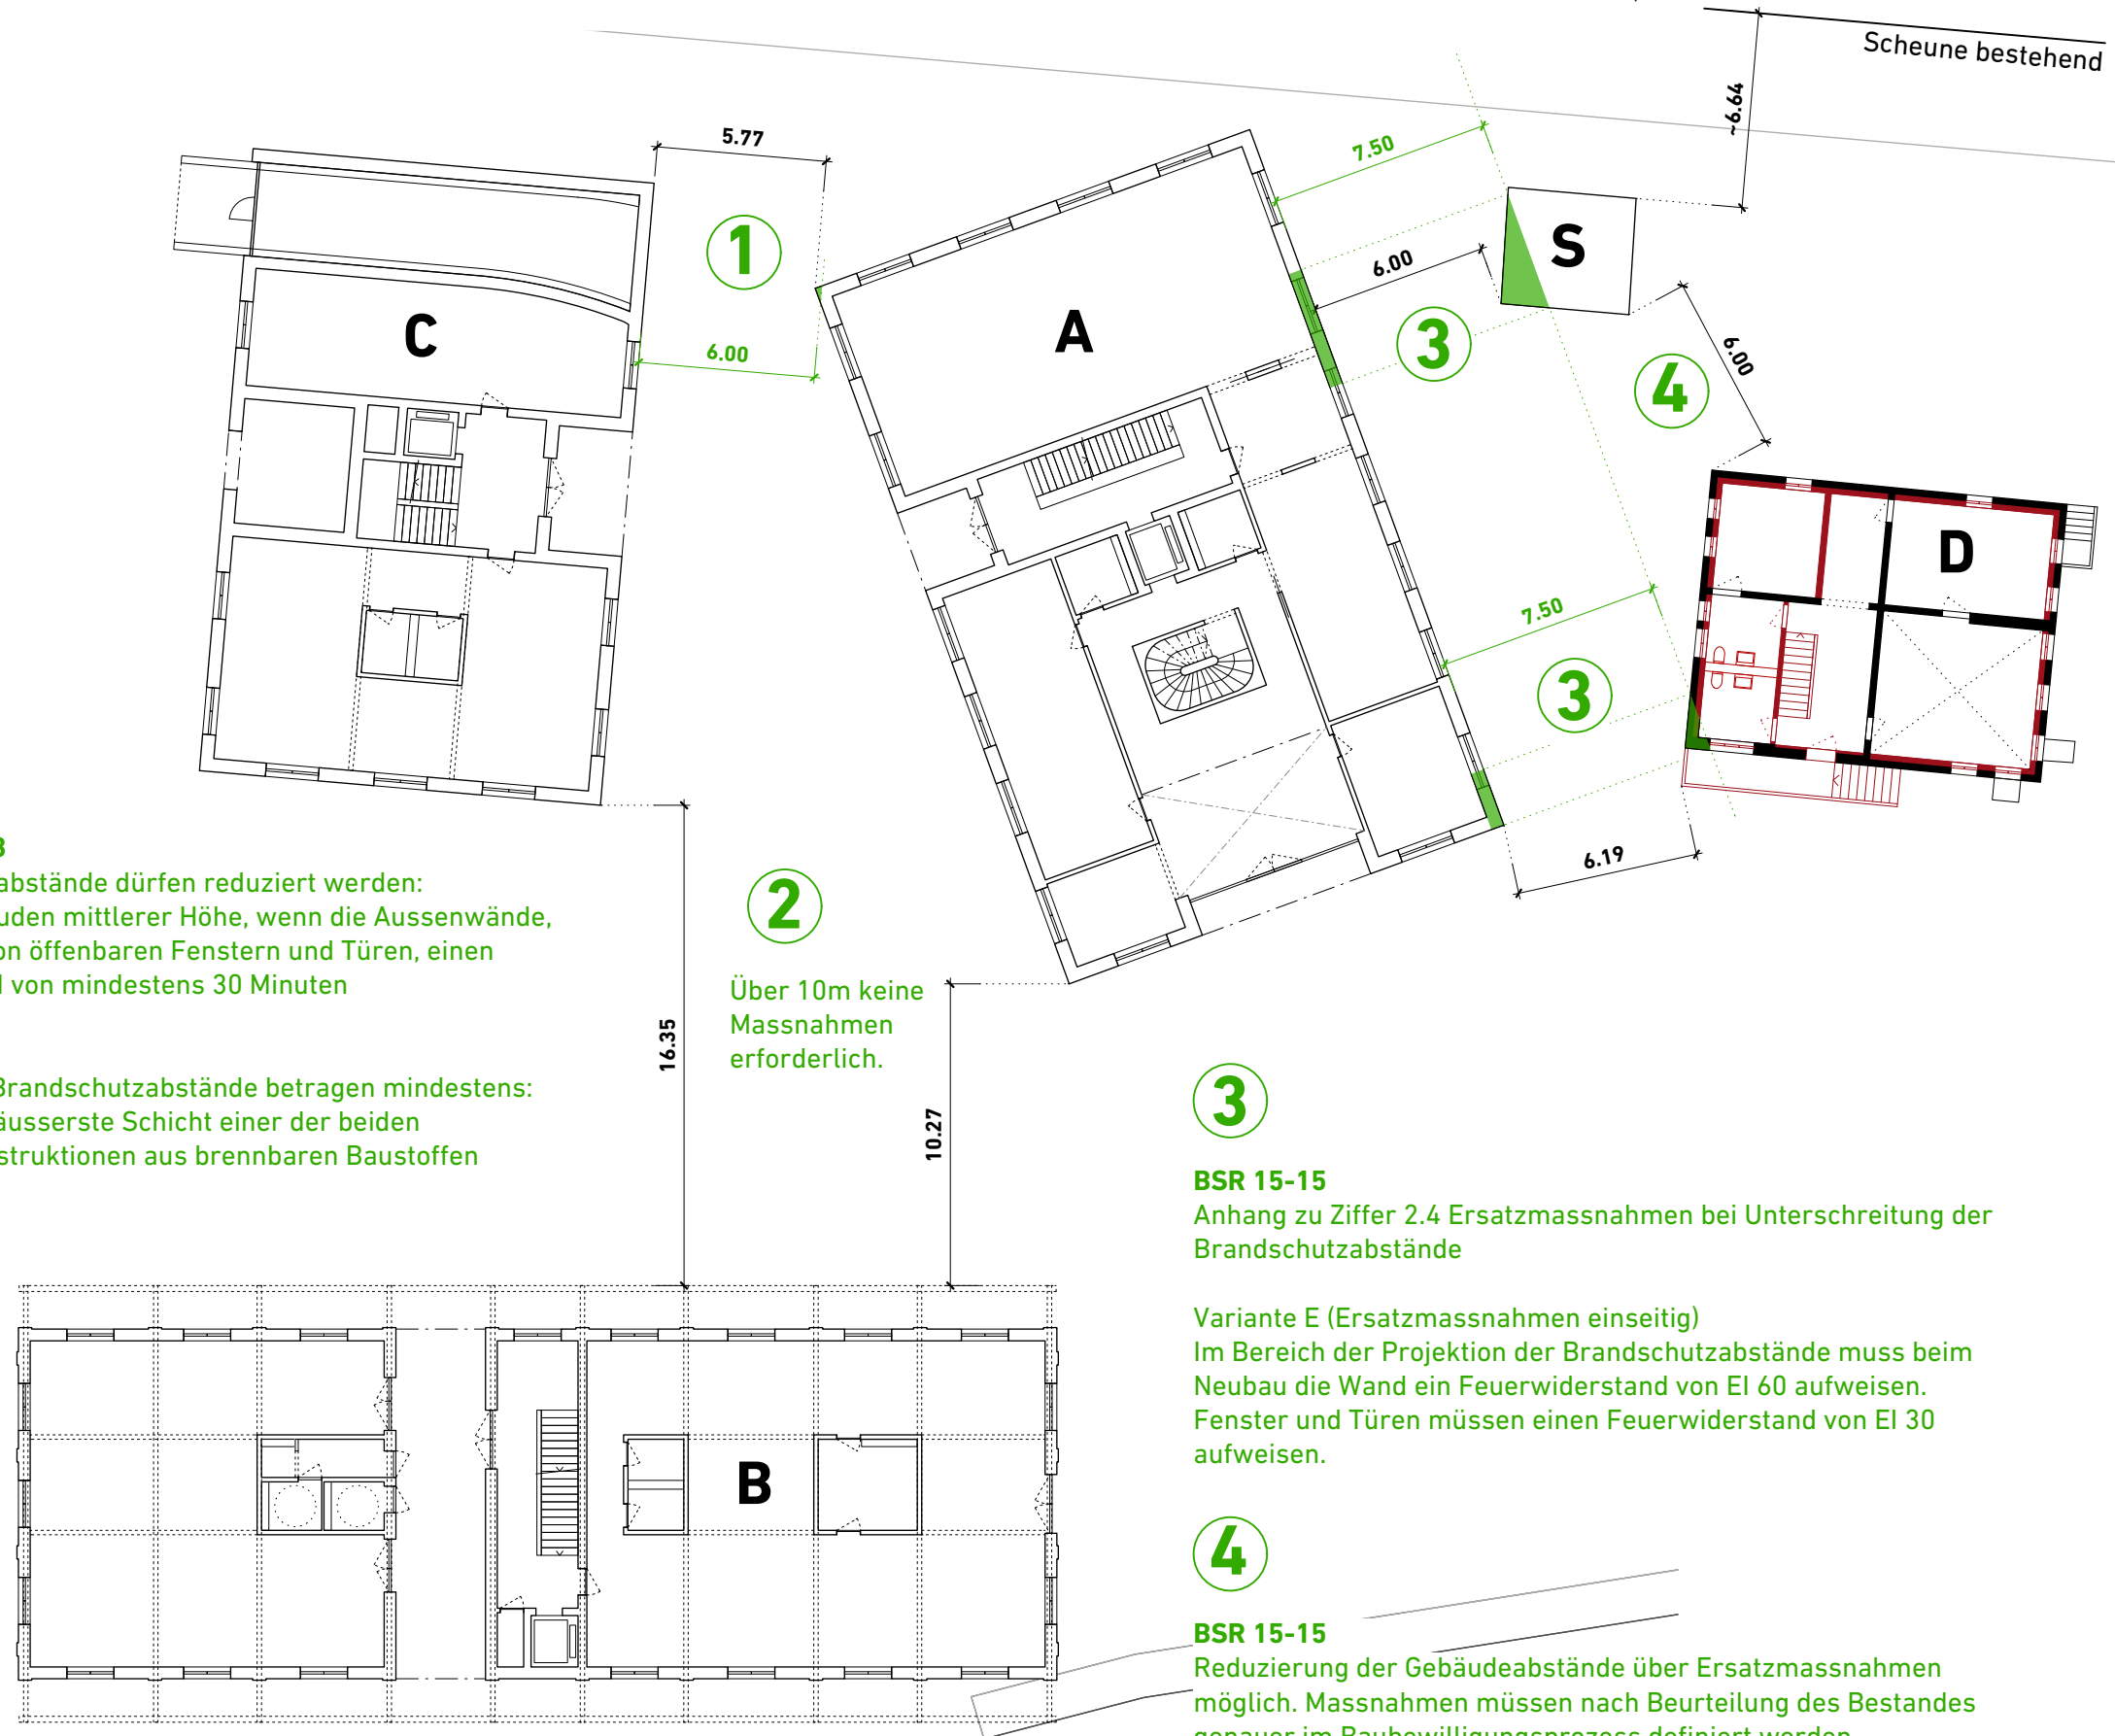 Scheune bestehend
~6.64
5.77
7.50
1
S
C
A
6.00
3
6.00
6.00
4
D
7.50
3
6.19
B
abstände dürfen reduziert werden:
uden mittlerer Höhe, wenn die Aussenwände,
on öffenbaren Fenstern und Türen, einen
d von mindestens 30 Minuten
Brandschutzabstände betragen mindestens:
äusserste Schicht einer der beiden
struktionen aus brennbaren Baustoffen
2
Über 10m keine
Massnahmen
erforderlich.
16.35
10.27
3
BSR 15-15
Anhang zu Ziffer 2.4 Ersatzmassnahmen bei Unterschreitung der
Brandschutzabstände
Variante E (Ersatzmassnahmen einseitig)
Im Bereich der Projektion der Brandschutzabstände muss beim
Neubau die Wand ein Feuerwiderstand von EI 60 aufweisen.
Fenster und Türen müssen einen Feuerwiderstand von EI 30
aufweisen.
4
BSR 15-15
Reduzierung der Gebäudeabstände über Ersatzmassnahmen
möglich. Massnahmen müssen nach Beurteilung des Bestandes
genauer im Baubewilligungsprozess definiert werden
B